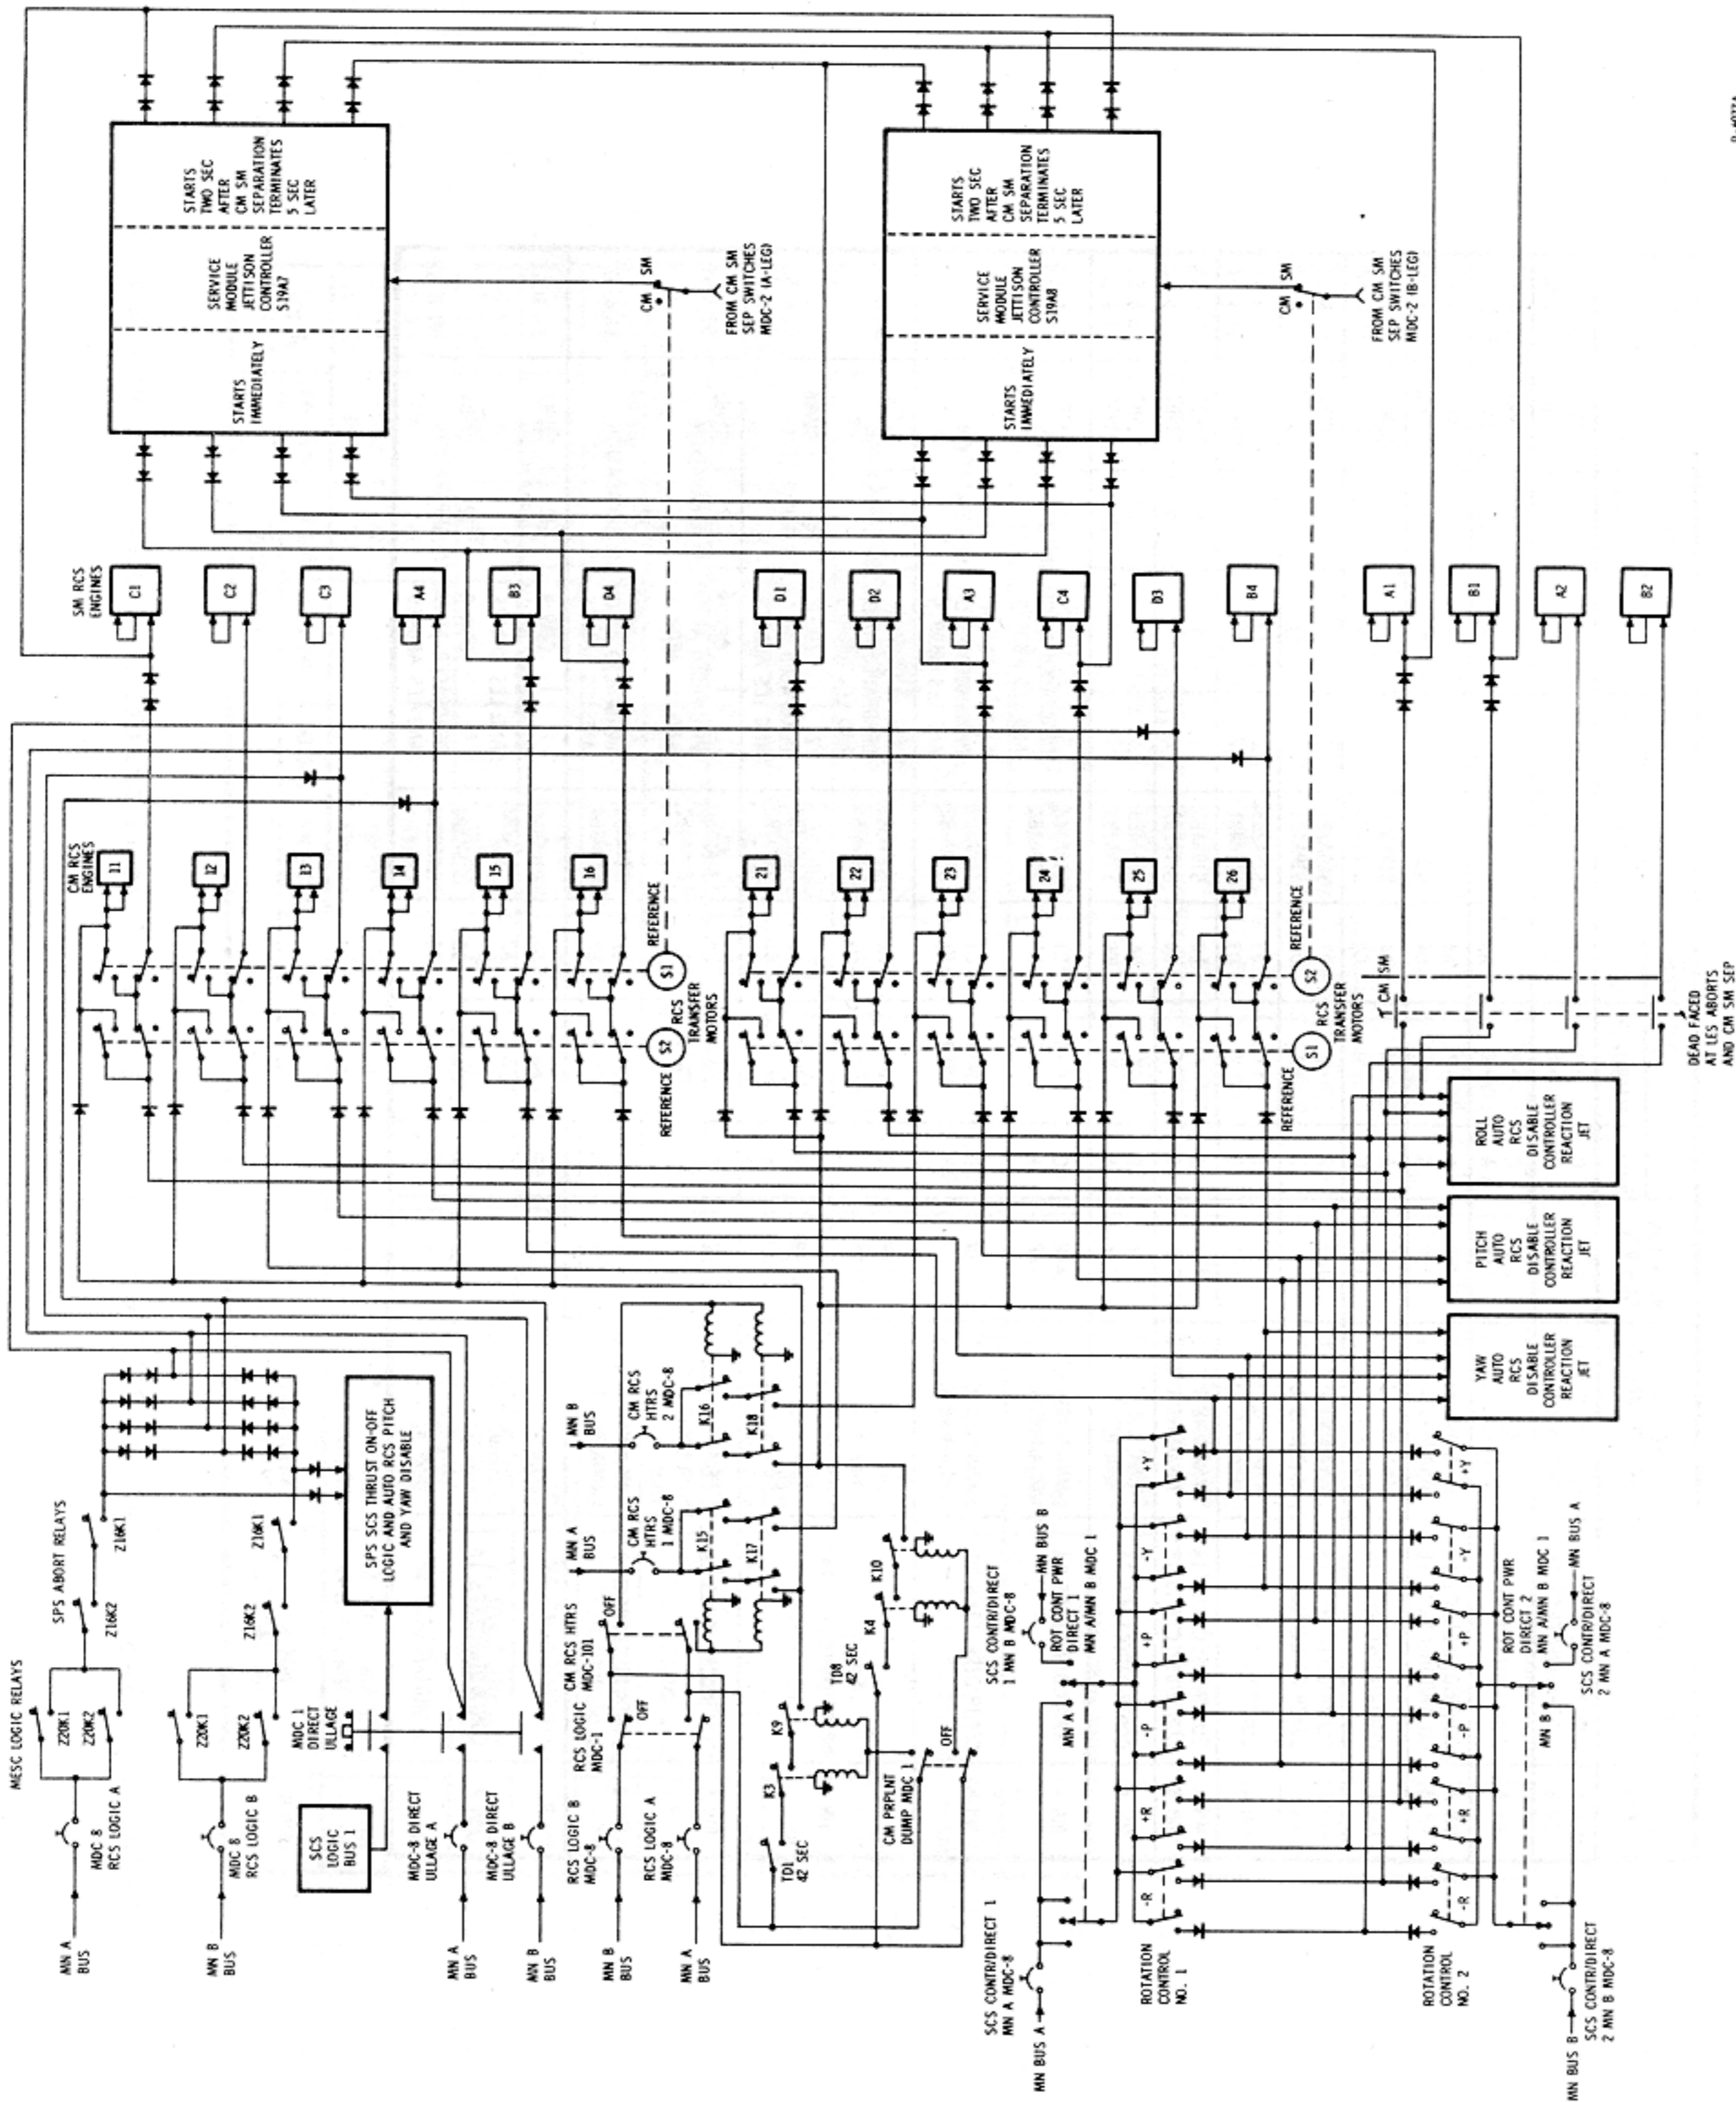 SM RCS
ENGINES
C1
C2
C3
A4
B3
D4
D1
D2
A3
C4
D3
B4
A1
B1
A2
B2
STARTS
IMMEDIATELY
SERVICE
MODULE
JETTISON
CONTROLLER
S19A7
STARTS
TWO SEC
AFTER
CM SM
SEPARATION
TERMINATES
5 SEC
LATER
CM
SM
FROM CM SM
SEP SWITCHES
MDC-2 (A-LEG)
STARTS
IMMEDIATELY
SERVICE
MODULE
JETTISON
CONTROLLER
S19A8
STARTS
TWO SEC
AFTER
CM SM
SEPARATION
TERMINATES
5 SEC
LATER
CM
SM
FROM CM SM
SEP SWITCHES
MDC-2 (B-LEG)
CM RCS
ENGINES
11
12
13
14
15
16
REFERENCE
S2
S1
REFERENCE
RCS
TRANSFER
MOTORS
21
22
23
24
25
26
REFERENCE
S1
S2
REFERENCE
RCS
TRANSFER
MOTORS
CM SM
DEAD FACED
AT LES ABORTS
AND CM SM SEP
MESC LOGIC RELAYS
SPS ABORT RELAYS
MN A
BUS
MDC 8
RCS LOGIC A
Z20K1
Z20K2
Z16K2
Z16K1
MN B
BUS
MDC 8
RCS LOGIC B
Z20K1
Z20K2
Z16K2
Z16K1
SCS
LOGIC
BUS 1
MDC 1
DIRECT
ULLAGE
SPS SCS THRUST ON-OFF
LOGIC AND AUTO RCS PITCH
AND YAW DISABLE
MN A
BUS
MDC-8 DIRECT
ULLAGE A
MN B
BUS
MDC-8 DIRECT
ULLAGE B
MN B
BUS
RCS LOGIC B
MDC-8
RCS LOGIC
MDC-1
OFF
CM RCS HTRS
MDC-101
OFF
MN A
BUS
RCS LOGIC A
MDC-8
MN A
BUS
CM RCS
HTRS
1 MDC-8
MN B
BUS
CM RCS
HTRS
2 MDC-8
K15
K17
K16
K18
TD1
42 SEC
K3
K9
TD8
42 SEC
K4
K10
CM PRPLNT
DUMP MDC 1
OFF
SCS CONTR/DIRECT 1
MN A MDC-8
MN BUS A
MN A
SCS CONTR/DIRECT
1 MN B MDC-8
MN BUS B
ROT CONT PWR
DIRECT 1
MN A/MN B MDC 1
ROTATION
CONTROL
NO. 1
-R
+R
-P
+P
-Y
+Y
ROTATION
CONTROL
NO. 2
-R
+R
-P
+P
-Y
+Y
ROT CONT PWR
DIRECT 2
MN A/MN B MDC 1
MN B
MN BUS A
SCS CONTR/DIRECT
2 MN A MDC-8
MN BUS B
SCS CONTR/DIRECT
2 MN B MDC-8
YAW
AUTO
RCS
DISABLE
CONTROLLER
REACTION
JET
PITCH
AUTO
RCS
DISABLE
CONTROLLER
REACTION
JET
ROLL
AUTO
RCS
DISABLE
CONTROLLER
REACTION
JET